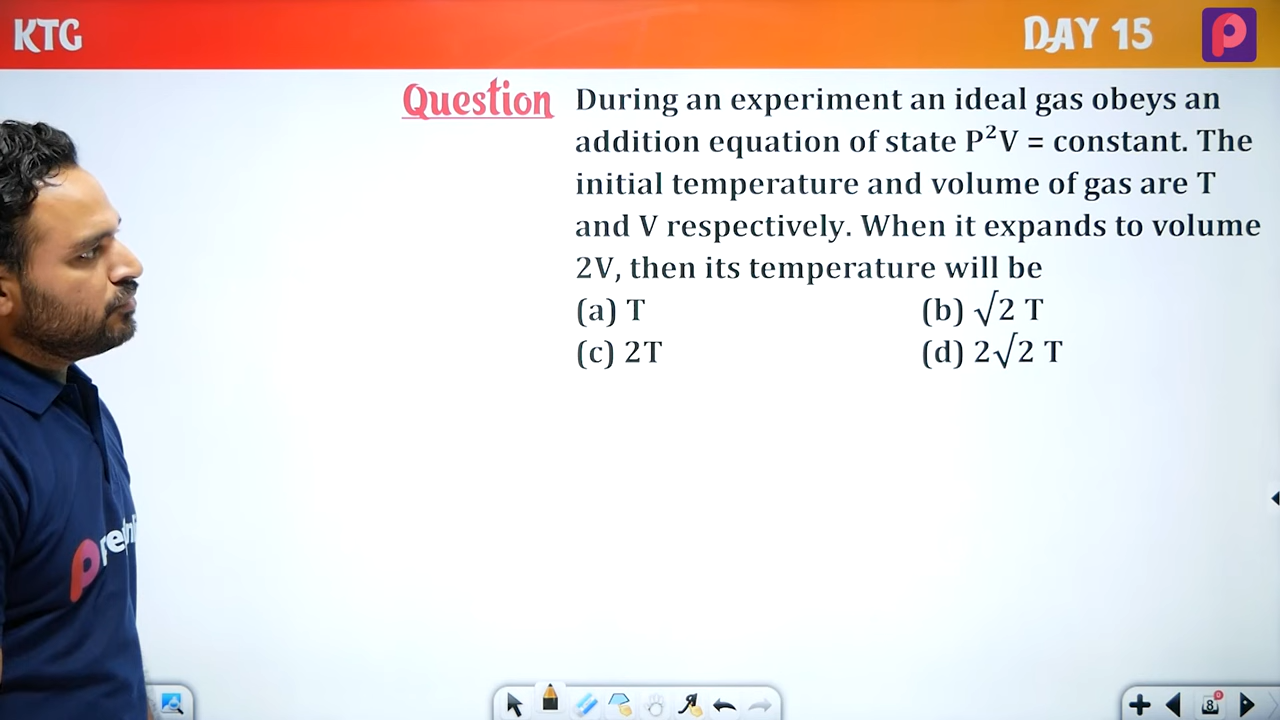 KTG
DAY 15
Question
During an experiment an ideal gas obeys an
addition equation of state P²V = constant. The
initial temperature and volume of gas are T
and V respectively. When it expands to volume
2V, then its temperature will be
(a) T (b) √2 T
(c) 2T (d) 2√2 T
8
0